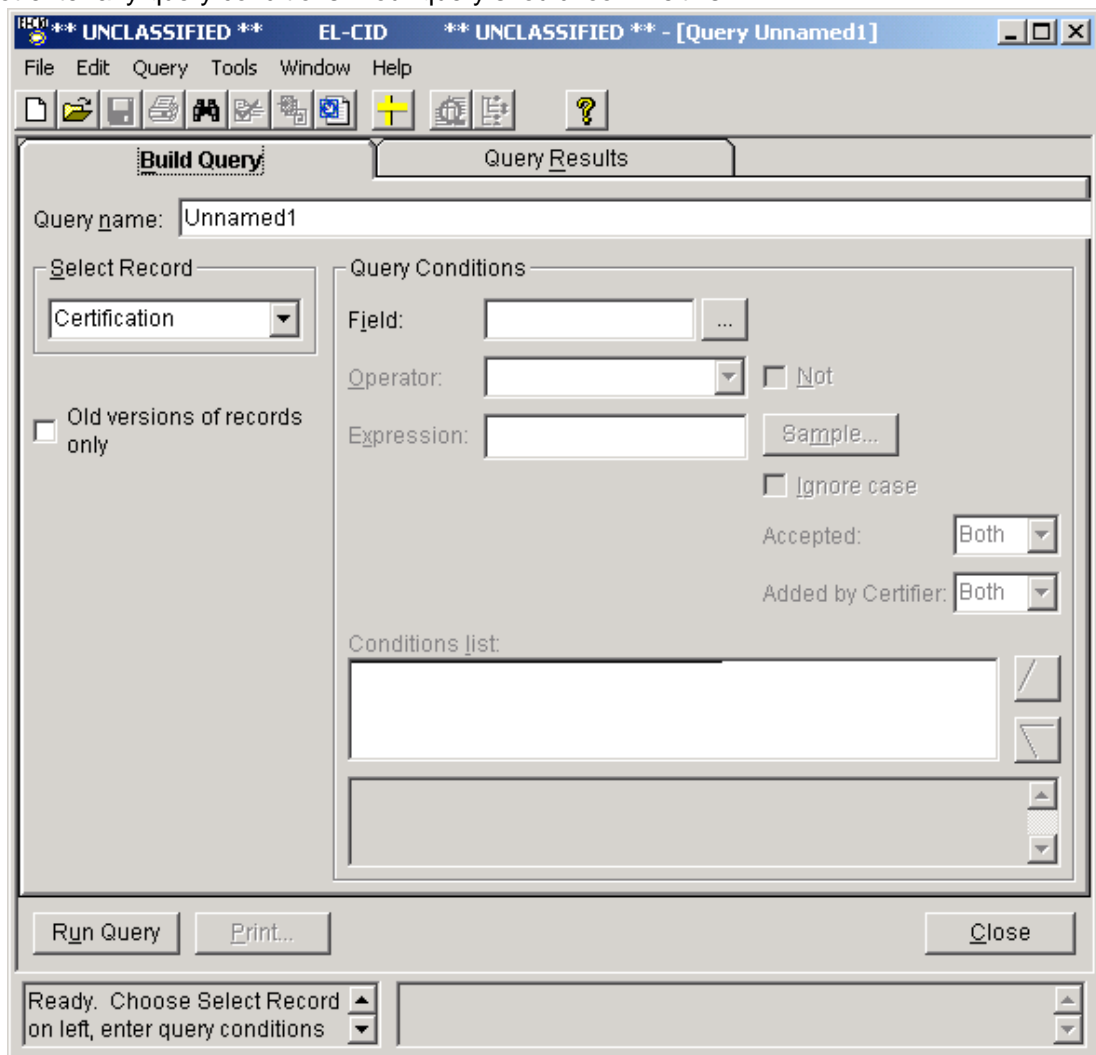 ** UNCLASSIFIED ** EL-CID ** UNCLASSIFIED ** - [Query Unnamed1]
File Edit Query Tools Window Help
Build Query Query Results
Query name: Unnamed1
Select Record Query Conditions
Certification Field: ...
Operator: Not
Old versions of records
only
Expression: Sample...
Ignore case
Accepted: Both
Added by Certifier: Both
Conditions list:
Run Query Print... Close
Ready. Choose Select Record
on left, enter query conditions